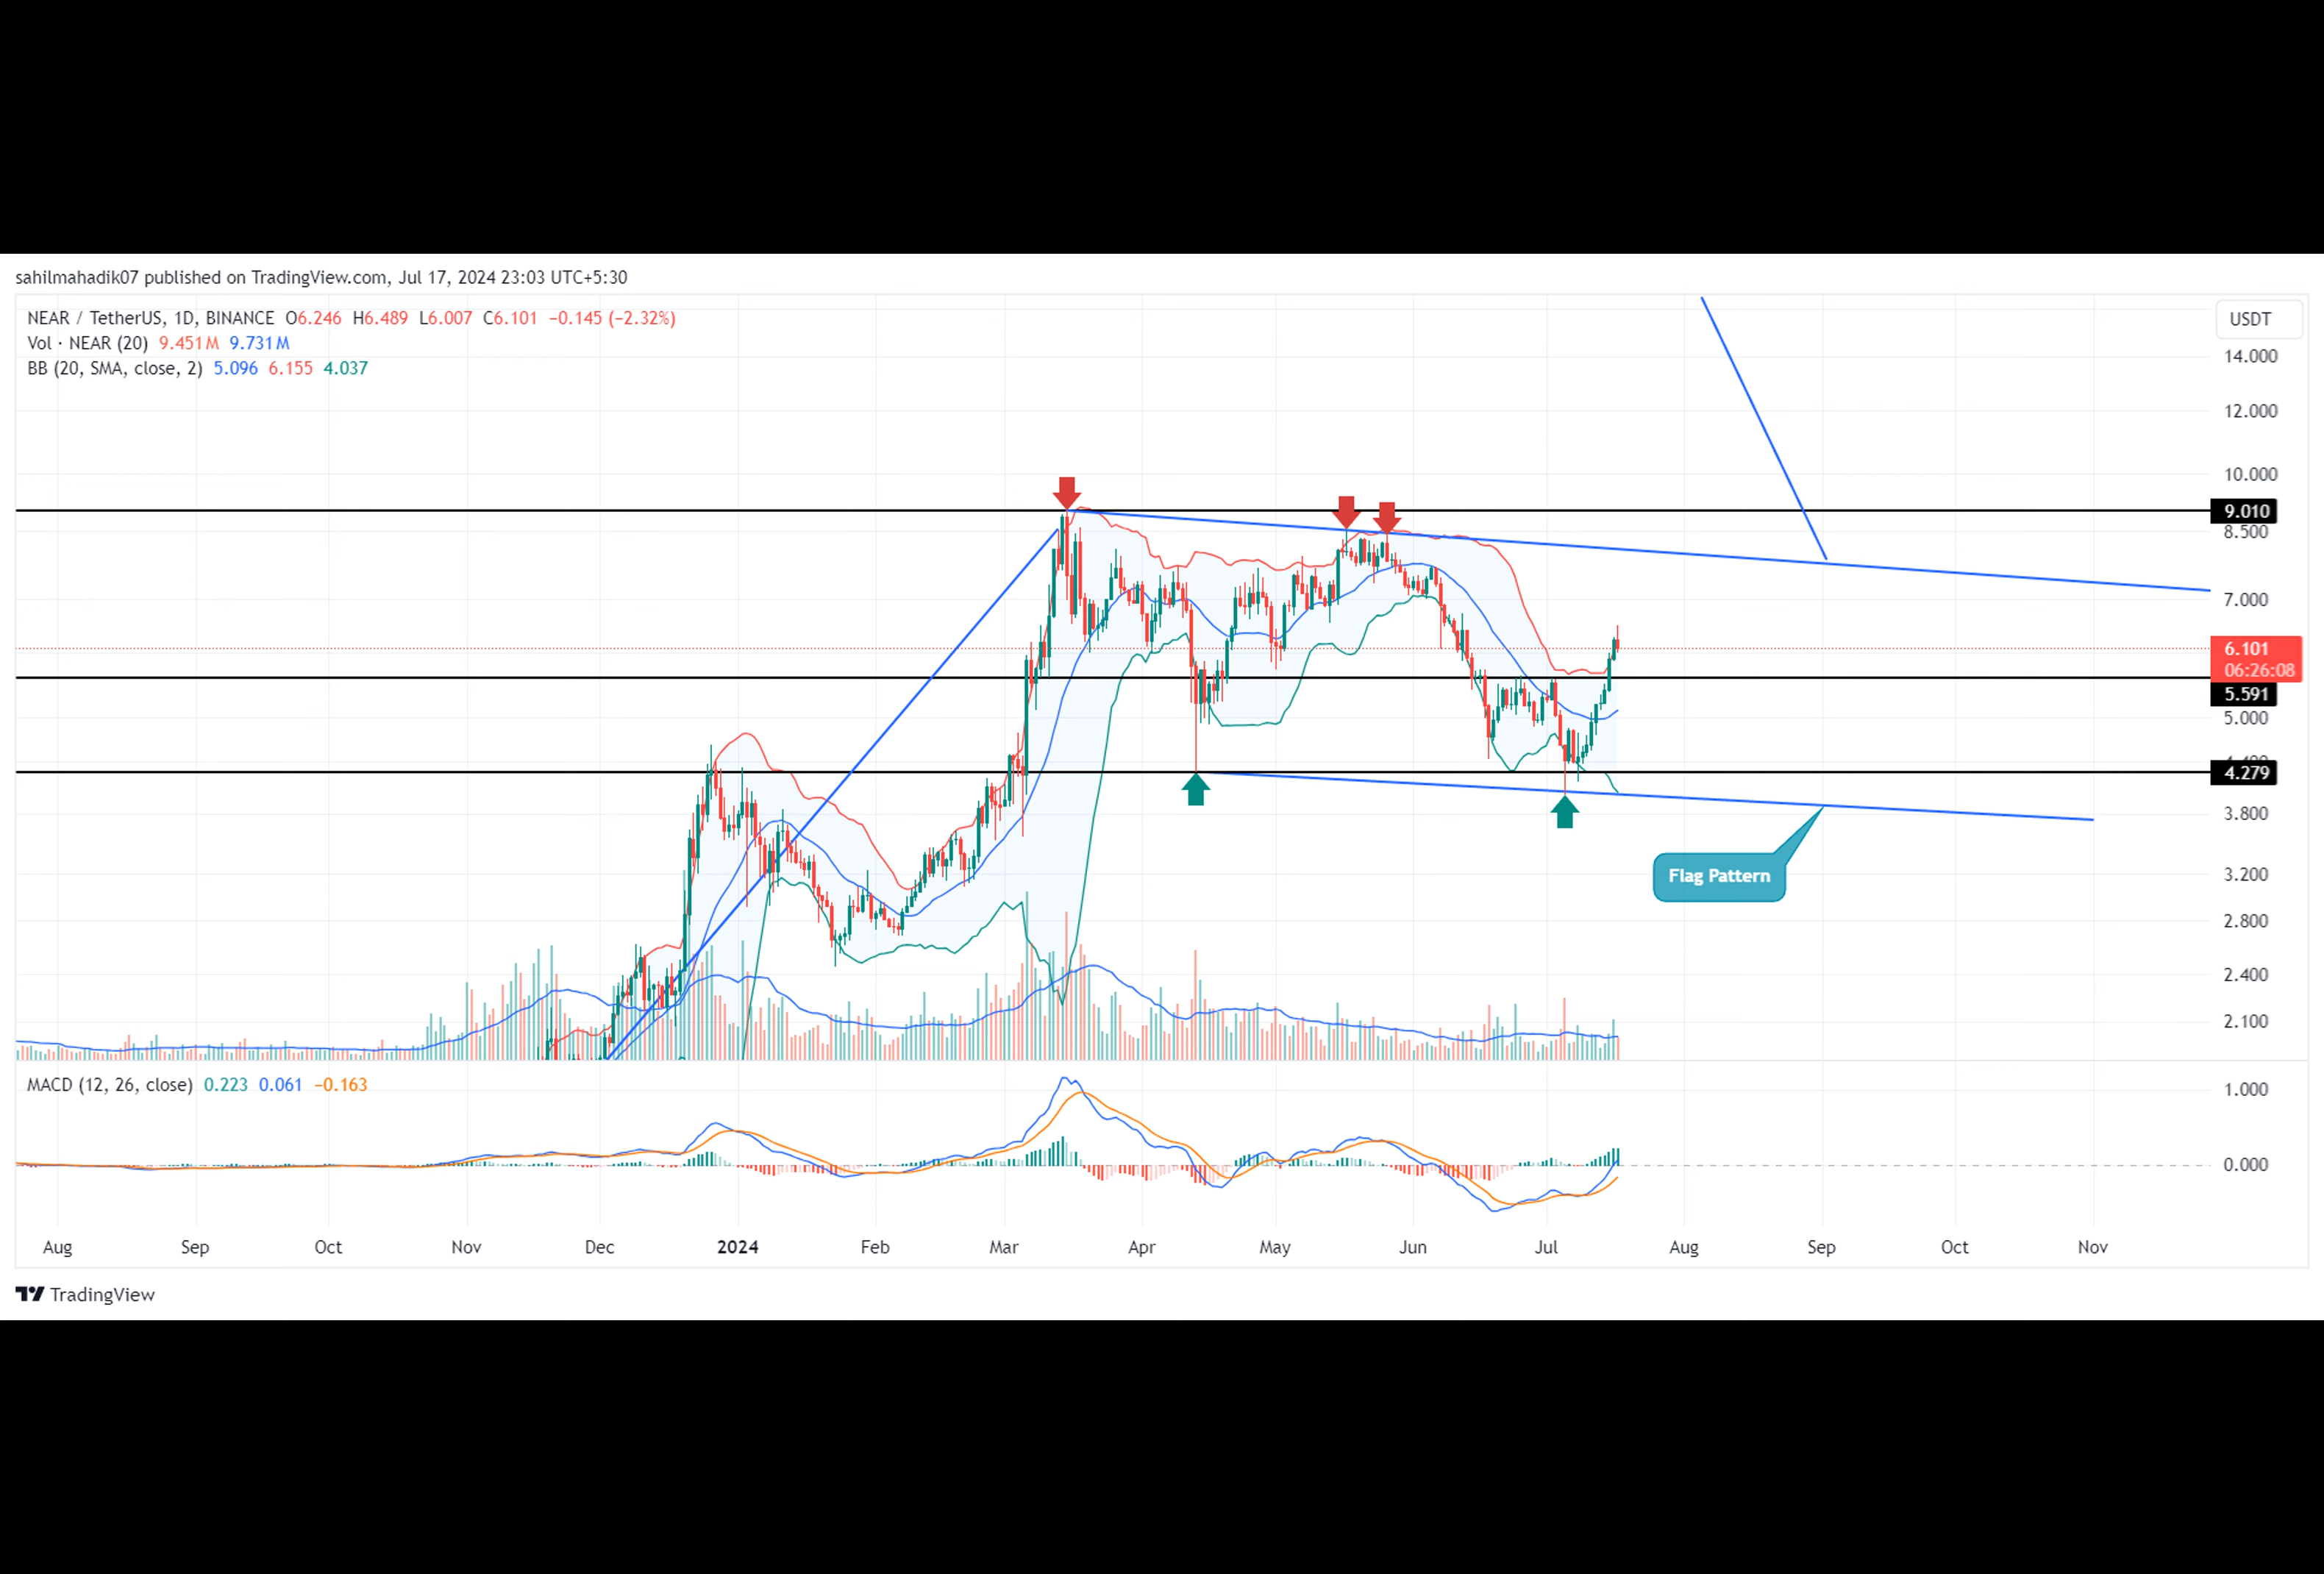 sahilmahadik07 published on TradingView.com, Jul 17, 2024 23:03 UTC+5:30
NEAR / TetherUS, 1D, BINANCE O6.246 H6.489 L6.007 C6.101 −0.145 (−2.32%)
Vol · NEAR (20) 9.451M 9.731M
BB (20, SMA, close, 2) 5.096 6.155 4.037
USDT
14.000
12.000
10.000
9.010
8.500
7.000
6.101
06:26:08
5.591
5.000
4.279
3.800
Flag Pattern
3.200
2.800
2.400
2.100
MACD (12, 26, close) 0.223 0.061 −0.163
1.000
0.000
Aug Sep Oct Nov Dec 2024 Feb Mar Apr May Jun Jul Aug Sep Oct Nov
TradingView